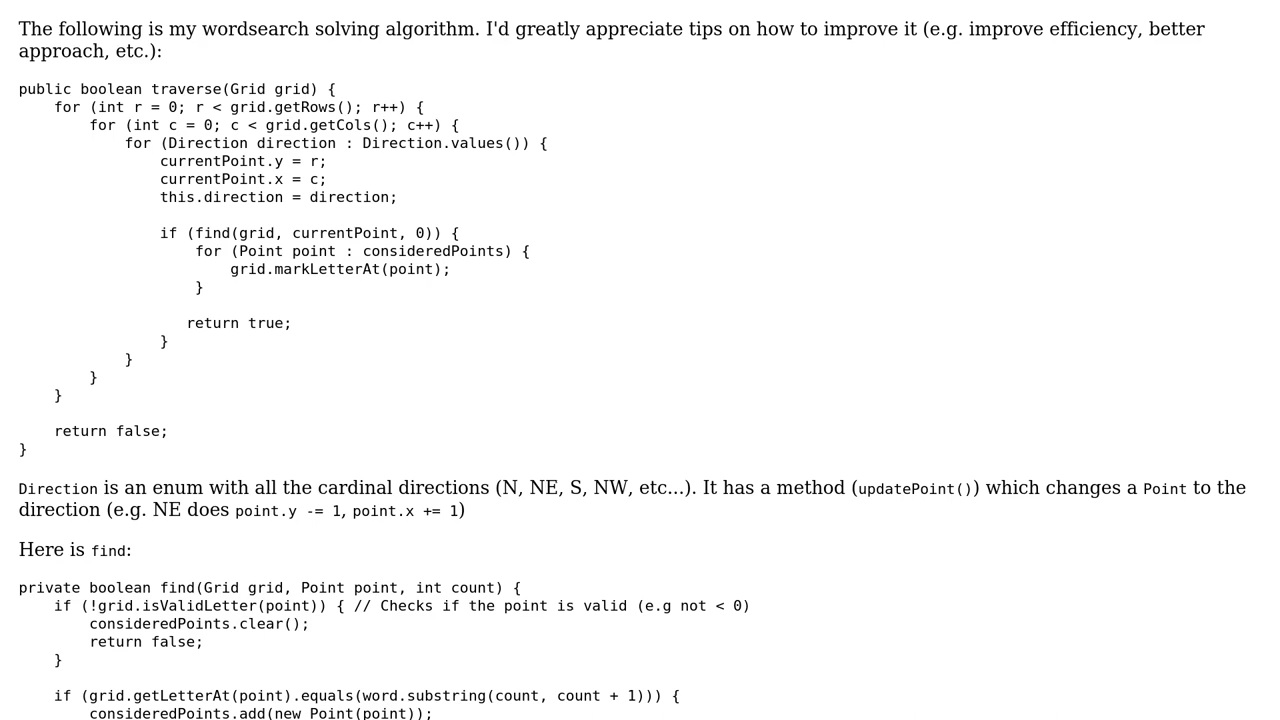 The following is my wordsearch solving algorithm. I'd greatly appreciate tips on how to improve it (e.g. improve efficiency, better
approach, etc.):
public boolean traverse(Grid grid) {
    for (int r = 0; r < grid.getRows(); r++) {
        for (int c = 0; c < grid.getCols(); c++) {
            for (Direction direction : Direction.values()) {
                currentPoint.y = r;
                currentPoint.x = c;
                this.direction = direction;
                if (find(grid, currentPoint, 0)) {
                    for (Point point : consideredPoints) {
                        grid.markLetterAt(point);
                    }
                   return true;
                }
            }
        }
    }
    return false;
}
Direction is an enum with all the cardinal directions (N, NE, S, NW, etc...). It has a method (updatePoint()) which changes a Point to the
direction (e.g. NE does point.y -= 1, point.x += 1)
Here is find:
private boolean find(Grid grid, Point point, int count) {
    if (!grid.isValidLetter(point)) { // Checks if the point is valid (e.g not < 0)
        consideredPoints.clear();
        return false;
    }
    if (grid.getLetterAt(point).equals(word.substring(count, count + 1))) {
        consideredPoints.add(new Point(point));